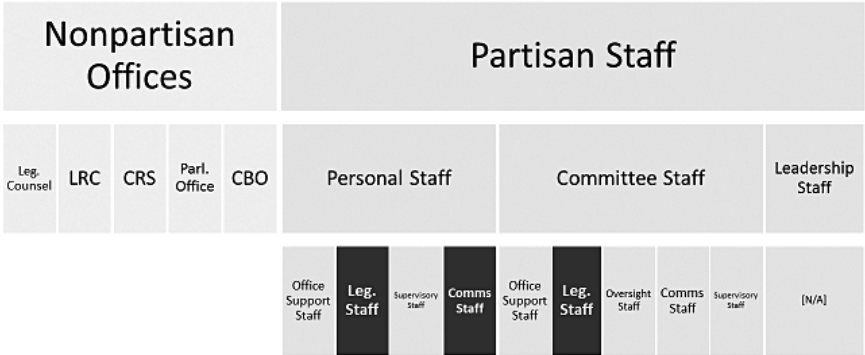 Nonpartisan
Offices
Partisan Staff
Leg.
Counsel
LRC
CRS
Parl.
Office
CBO
Personal Staff
Committee Staff
Leadership
Staff
Office
Support
Staff
Leg.
Staff
Supervisory
Staff
Comms
Staff
Office
Support
Staff
Leg.
Staff
Oversight
Staff
Comms
Staff
Supervisory
Staff
[N/A]